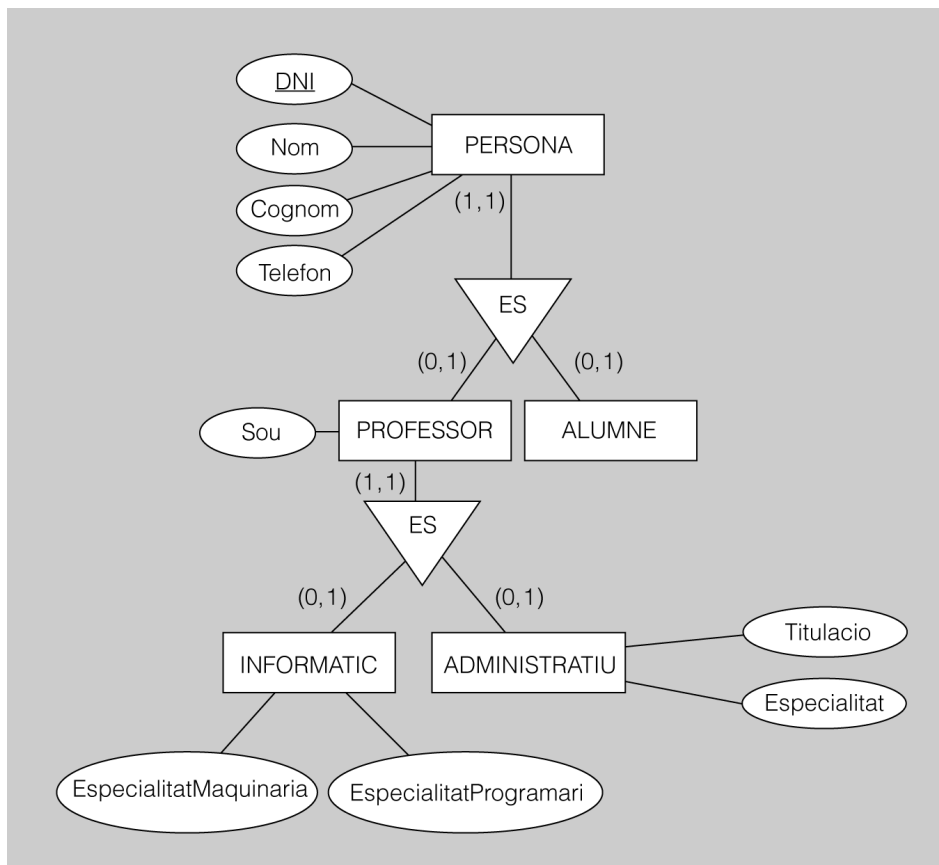 DNI
PERSONA
Nom
Cognom
(1,1)
Telefon
ES
(0,1)
(0,1)
Sou
PROFESSOR
ALUMNE
(1,1)
ES
(0,1)
(0,1)
Titulacio
INFORMATIC
ADMINISTRATIU
Especialitat
EspecialitatMaquinaria
EspecialitatProgramari